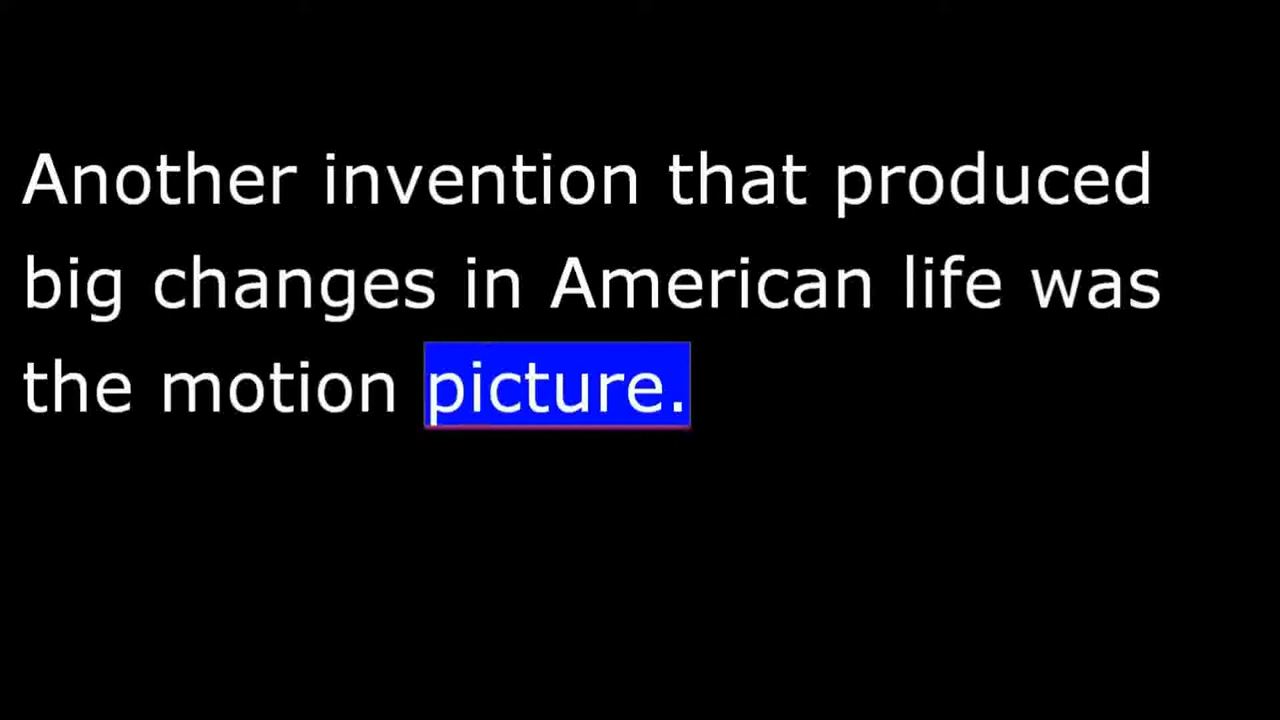 Another invention that produced
big changes in American life was
the motion picture.